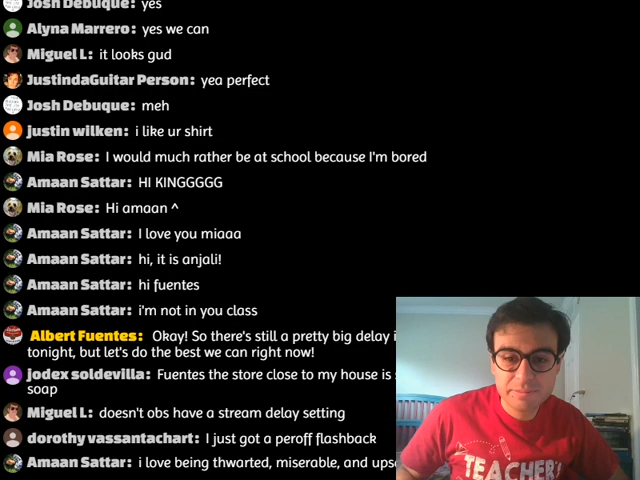 Josh Debuque: yes
Alyna Marrero: yes we can
Miguel L: it looks gud
JustindaGuitar Person: yea perfect
Josh Debuque: meh
justin wilken: i like ur shirt
Mia Rose: I would much rather be at school because I'm bored
Amaan Sattar: HI KINGGGGG
Mia Rose: Hi amaan ^
Amaan Sattar: I love you miaaa
Amaan Sattar: hi, it is anjali!
Amaan Sattar: hi fuentes
Amaan Sattar: i'm not in you class
Albert Fuentes: Okay! So there's still a pretty big delay
tonight, but let's do the best we can right now!
jodex soldevilla: Fuentes the store close to my house is
soap
Miguel L: doesn't obs have a stream delay setting
dorothy vassantachart: I just got a peroff flashback
Amaan Sattar: i love being thwarted, miserable, and
TEACHER